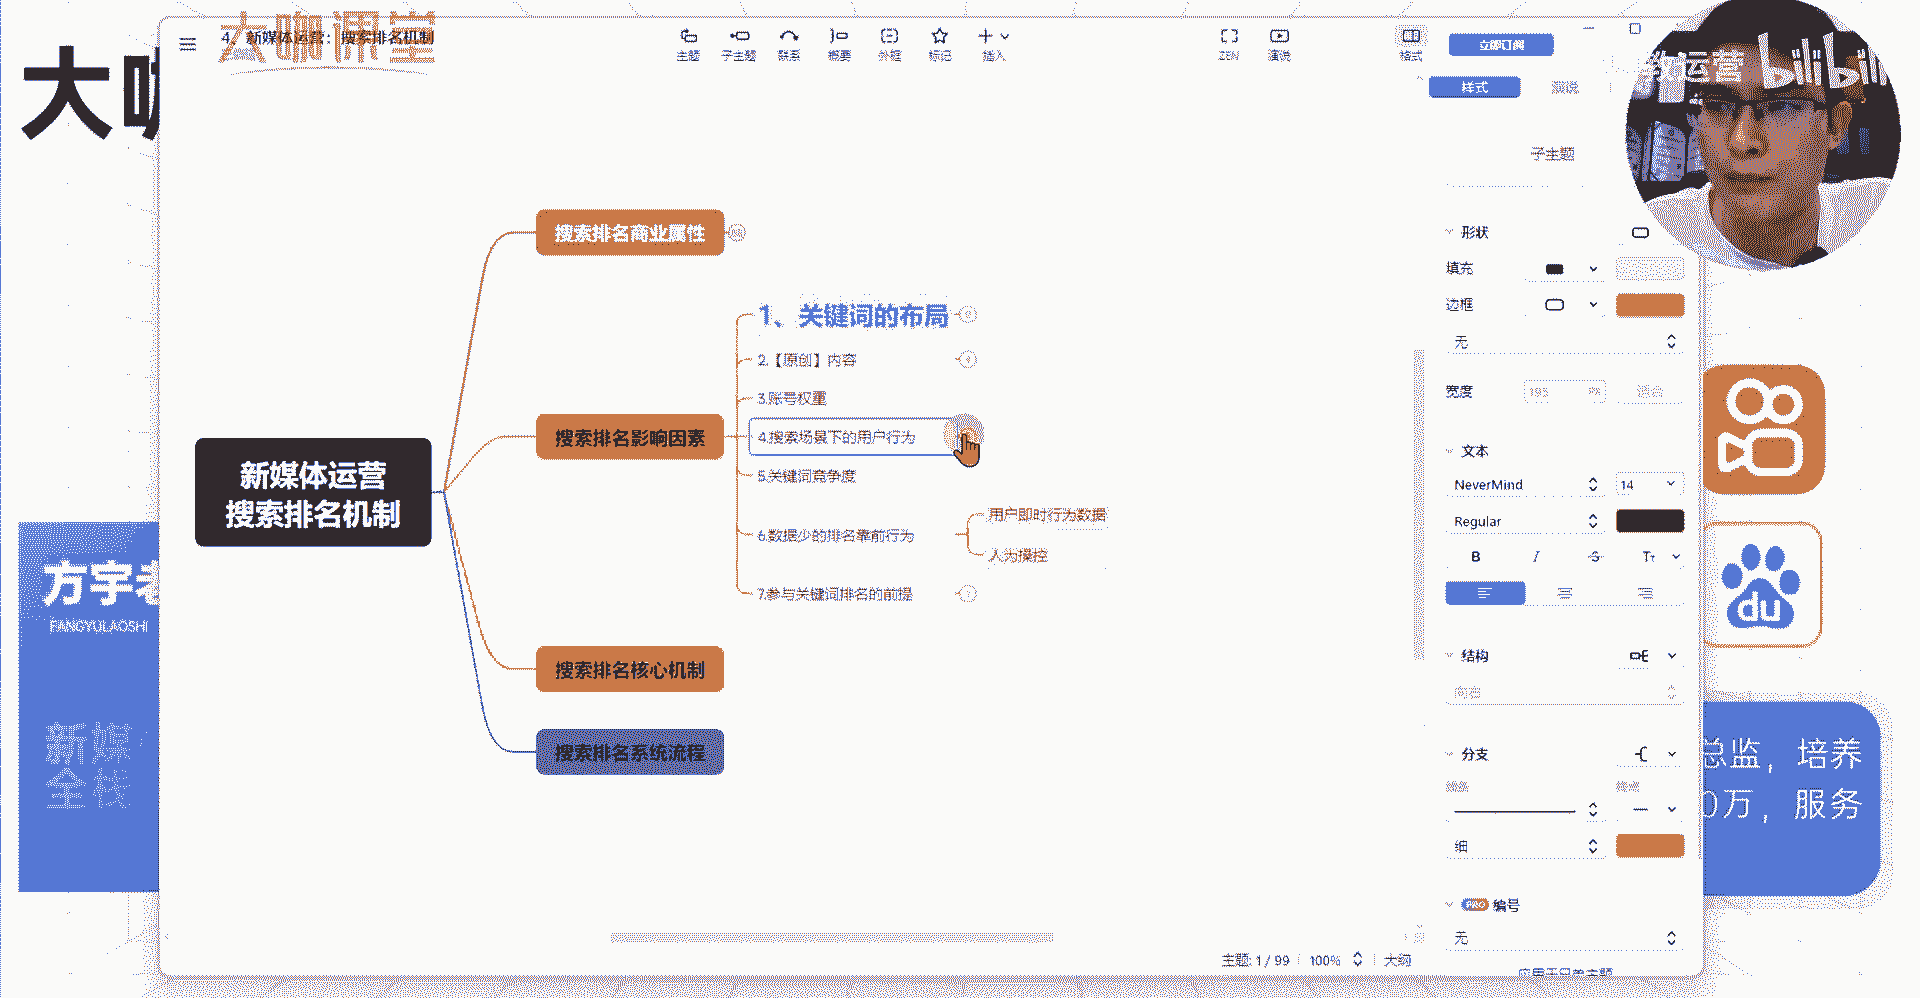 大咖课堂
4、新媒体运营：搜索排名机制
主题
子主题
联系
概要
外框
标记
插入
ZEN
演说
格式
立即订阅
运营
bilibili
大
样式
演说
子主题
形状
填充
边框
无
宽度
195
文本
NeverMind
14
Regular
B I S Tт
结构
向右
分支
细
PRO 编号
无
搜索排名商业属性
1、关键词的布局
2.【原创】内容
3.账号权重
搜索排名影响因素
4.搜索场景下的用户行为
5.关键词竞争度
新媒体运营
搜索排名机制
6.数据少的排名靠前行为
用户即时行为数据
人为操控
7.参与关键词排名的前提
搜索排名核心机制
搜索排名系统流程
方宇老
FANGYULAOSHI
新媒
全栈
du
总监，培养
0万，服务
主题: 1 / 99
100%
大纲